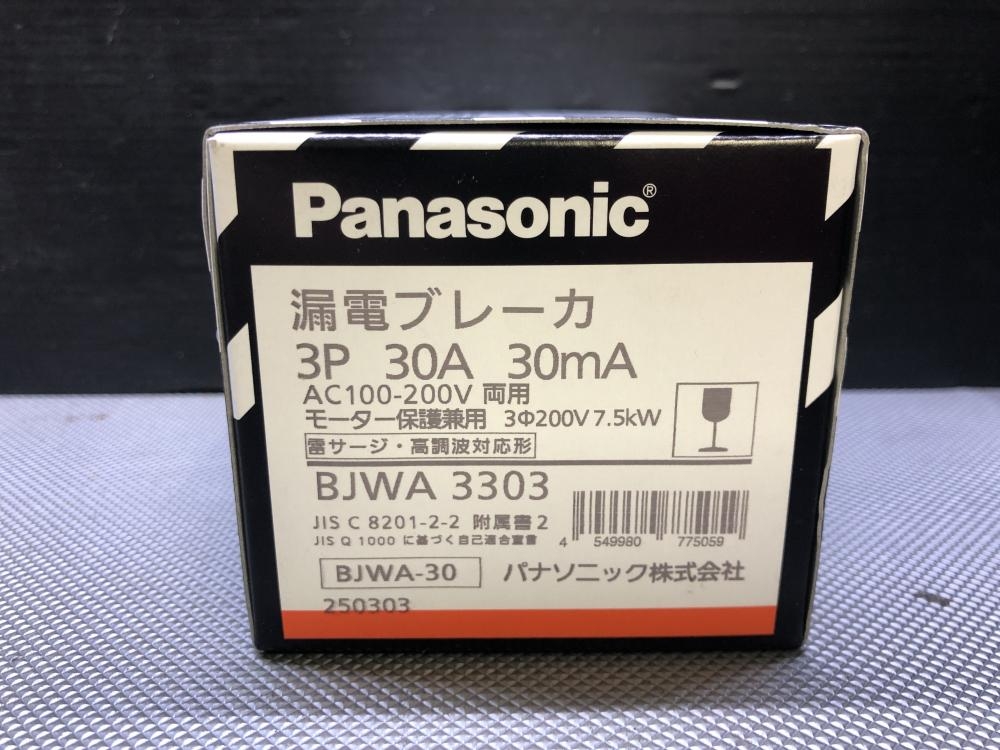 Panasonic®
漏電ブレーカ
3P 30A 30mA
AC100-200V 両用
モーター保護兼用 3Φ200V 7.5kW
雷サージ・高調波対応形
BJWA 3303
JIS C 8201-2-2 附属書2
JIS Q 1000 に基づく自己適合宣言
4 549980 775059
BJWA-30 パナソニック株式会社
250303